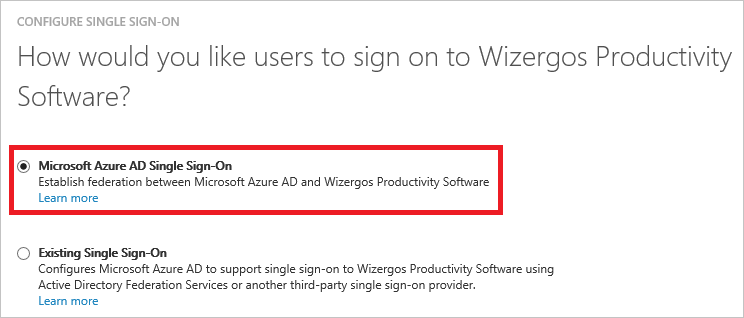 CONFIGURE SINGLE SIGN-ON
How would you like users to sign on to Wizergos Productivity
Software?
Microsoft Azure AD Single Sign-On
Establish federation between Microsoft Azure AD and Wizergos Productivity Software
Learn more
Existing Single Sign-On
Configures Microsoft Azure AD to support single sign-on to Wizergos Productivity Software using
Active Directory Federation Services or another third-party single sign-on provider.
Learn more